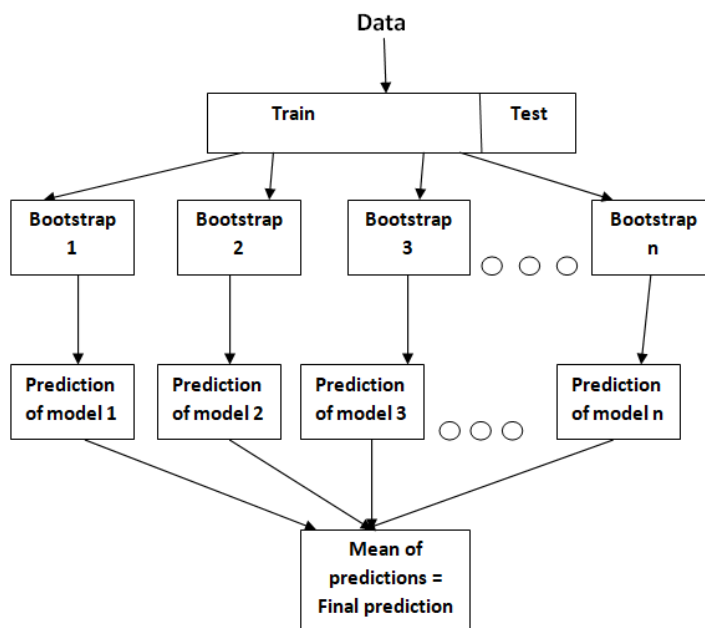 Data
Train
Test
Bootstrap
1
Bootstrap
2
Bootstrap
3
Bootstrap
n
Prediction
of model 1
Prediction
of model 2
Prediction
of model 3
Prediction
of model n
Mean of
predictions =
Final prediction